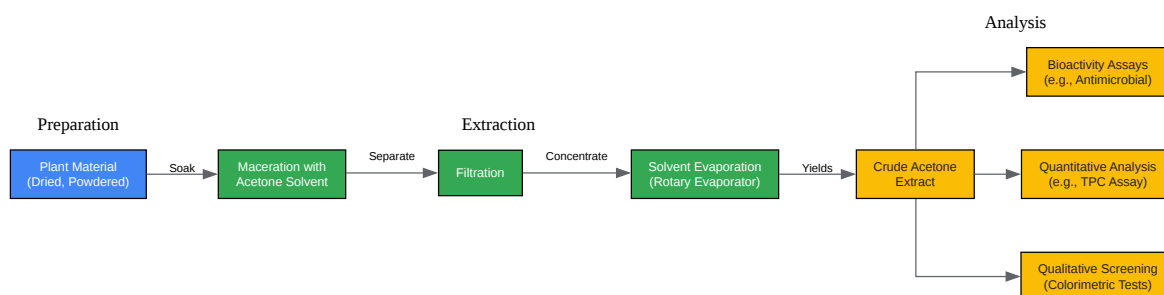 Analysis
Bioactivity Assays
(e.g., Antimicrobial)
Preparation
Extraction
Plant Material
(Dried, Powdered)
Soak
Maceration with
Acetone Solvent
Separate
Filtration
Concentrate
Solvent Evaporation
(Rotary Evaporator)
Yields
Crude Acetone
Extract
Quantitative Analysis
(e.g., TPC Assay)
Qualitative Screening
(Colorimetric Tests)